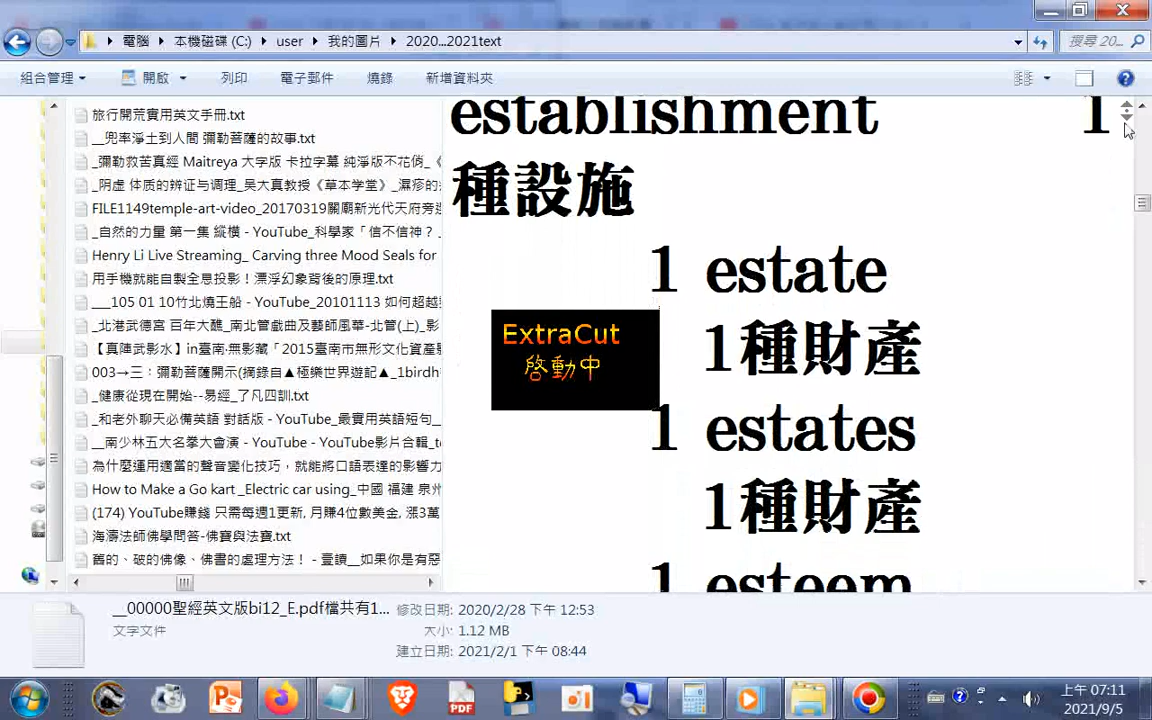 電腦 本機磁碟 (C:) user 我的圖片 2020...2021text
搜尋 20...
組合管理 開啟 列印 電子郵件 燒錄 新增資料夾
旅行開荒實用英文手冊.txt
__兜率淨土到人間 彌勒菩薩的故事.txt
_彌勒救苦真經 Maitreya 大字版 卡拉字幕 純淨版不花俏_《
_阴虚 体质的辨证与调理_吴大真教授《草本学堂》_濕疹的
FILE1149temple-art-video_20170319關廟新光代天府旁
_自然的力量 第一集 縱橫 - YouTube_科學家「信不信神？
Henry Li Live Streaming_ Carving three Mood Seals for
用手機就能自製全息投影！漂浮幻象背後的原理.txt
___105 01 10竹北燒王船 - YouTube_20101113 如何超越
_北港武德宮 百年大醮_南北管戲曲及藝師風華-北管(上)_影
【真陣武影水】in臺南·無影藏「2015臺南市無形文化資產
003→三：彌勒菩薩開示(摘錄自▲極樂世界遊記▲_1birdh
_健康從現在開始--易經_了凡四訓.txt
_和老外聊天必備英語 對話版 - YouTube_最實用英語短句_
__南少林五大名拳大會演 - YouTube - YouTube影片合輯_t
為什麼運用適當的聲音變化技巧，就能將口語表達的影響力
How to Make a Go kart _Electric car using_中國 福建 泉州
(174) YouTube賺錢 只需每週1更新, 月賺4位數美金, 漲3萬
海濤法師佛學問答-佛寶與法寶.txt
舊的、破的佛像、佛書的處理方法！ - 壹讀__如果你是有惡
establishment 1
種設施
1 estate
1種財產
1 estates
1種財產
1 esteem
ExtraCut
啓動中
__00000聖經英文版bi12_E.pdf檔共有1... 修改日期: 2020/2/28 下午 12:53
文字文件 大小: 1.12 MB
建立日期: 2021/2/1 下午 08:44
PDF
上午 07:11
2021/9/5